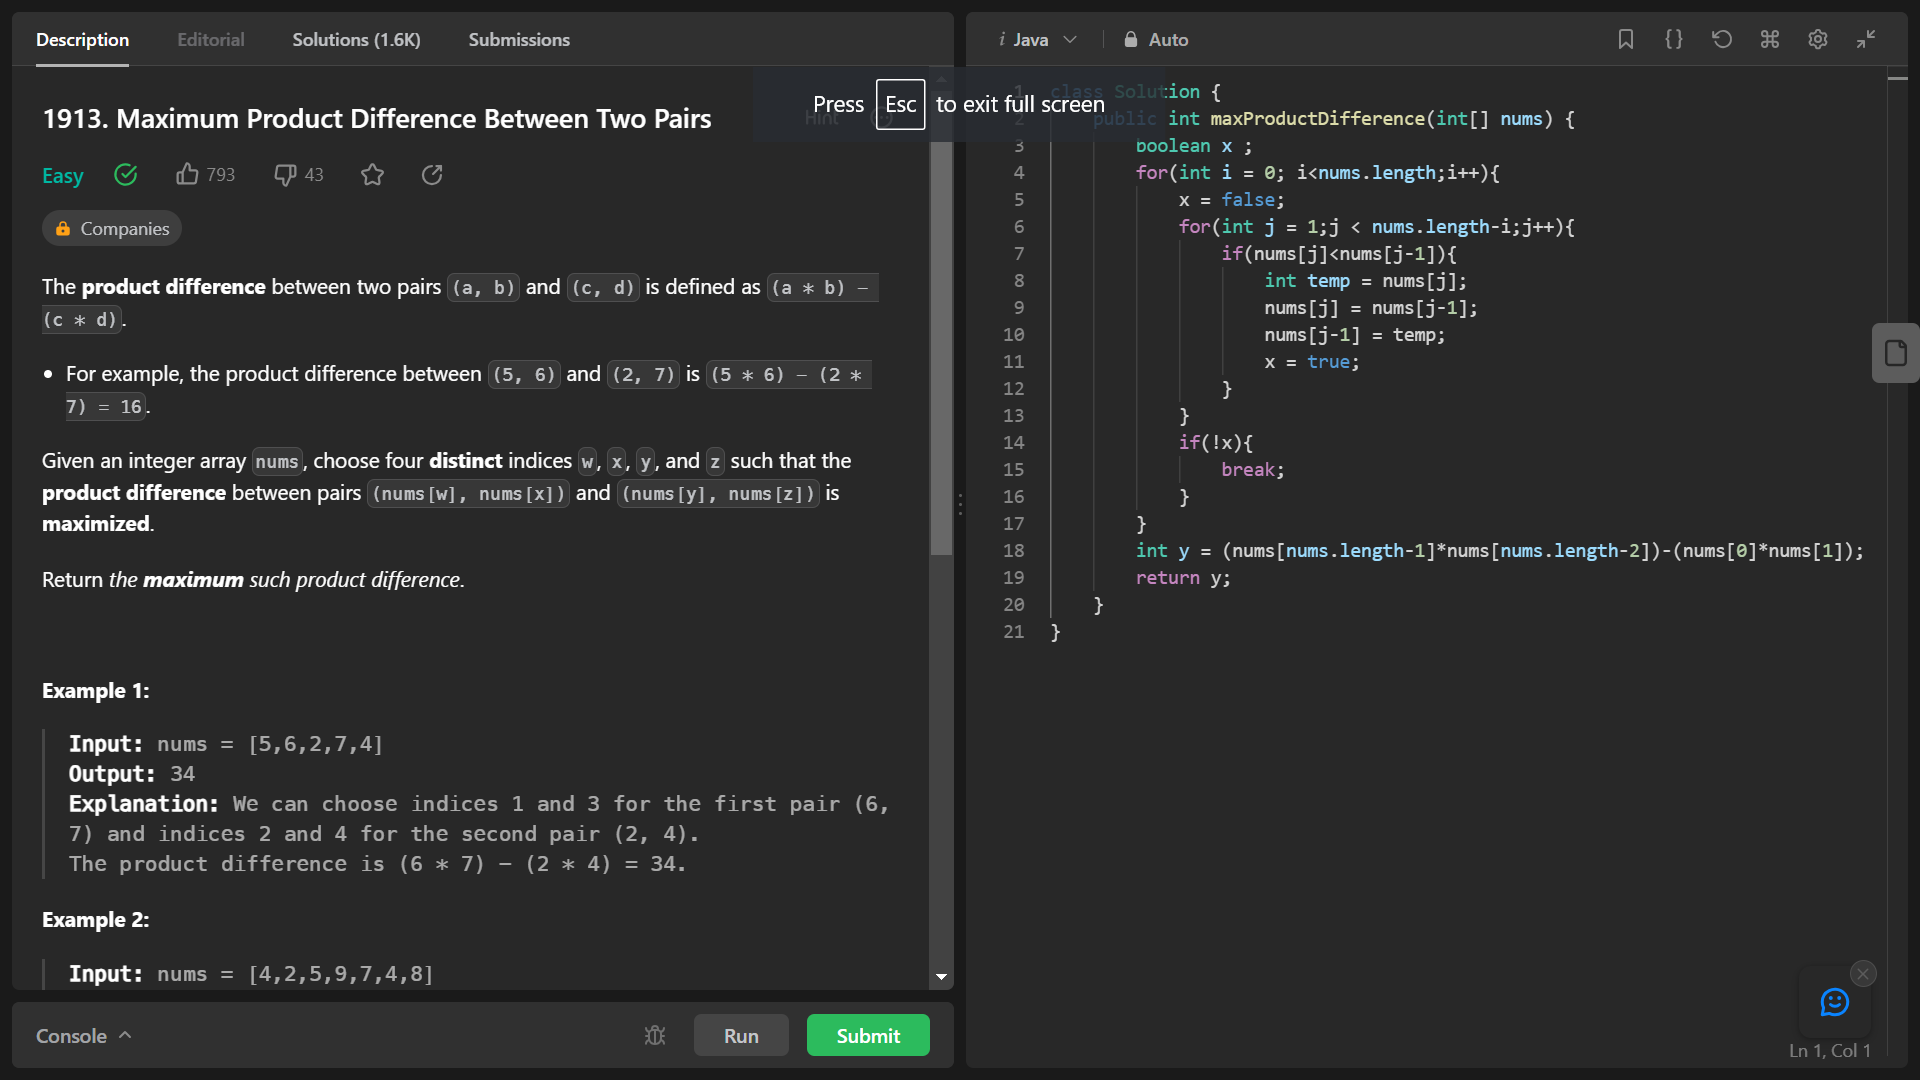 Description Editorial Solutions (1.6K) Submissions
1913. Maximum Product Difference Between Two Pairs
Hint
Press Esc to exit full screen
Easy 793 43
Companies
The product difference between two pairs (a, b) and (c, d) is defined as (a * b) -
(c * d).
• For example, the product difference between (5, 6) and (2, 7) is (5 * 6) - (2 *
7) = 16.
Given an integer array nums, choose four distinct indices w, x, y, and z such that the
product difference between pairs (nums[w], nums[x]) and (nums[y], nums[z]) is
maximized.
Return the maximum such product difference.
Example 1:
Input: nums = [5,6,2,7,4]
Output: 34
Explanation: We can choose indices 1 and 3 for the first pair (6,
7) and indices 2 and 4 for the second pair (2, 4).
The product difference is (6 * 7) - (2 * 4) = 34.
Example 2:
Input: nums = [4,2,5,9,7,4,8]
Console Run Submit
i Java Auto
1 class Solution {
2 public int maxProductDifference(int[] nums) {
3 boolean x ;
4 for(int i = 0; i<nums.length;i++){
5 x = false;
6 for(int j = 1;j < nums.length-i;j++){
7 if(nums[j]<nums[j-1]){
8 int temp = nums[j];
9 nums[j] = nums[j-1];
10 nums[j-1] = temp;
11 x = true;
12 }
13 }
14 if(!x){
15 break;
16 }
17 }
18 int y = (nums[nums.length-1]*nums[nums.length-2])-(nums[0]*nums[1]);
19 return y;
20 }
21 }
Ln 1, Col 1